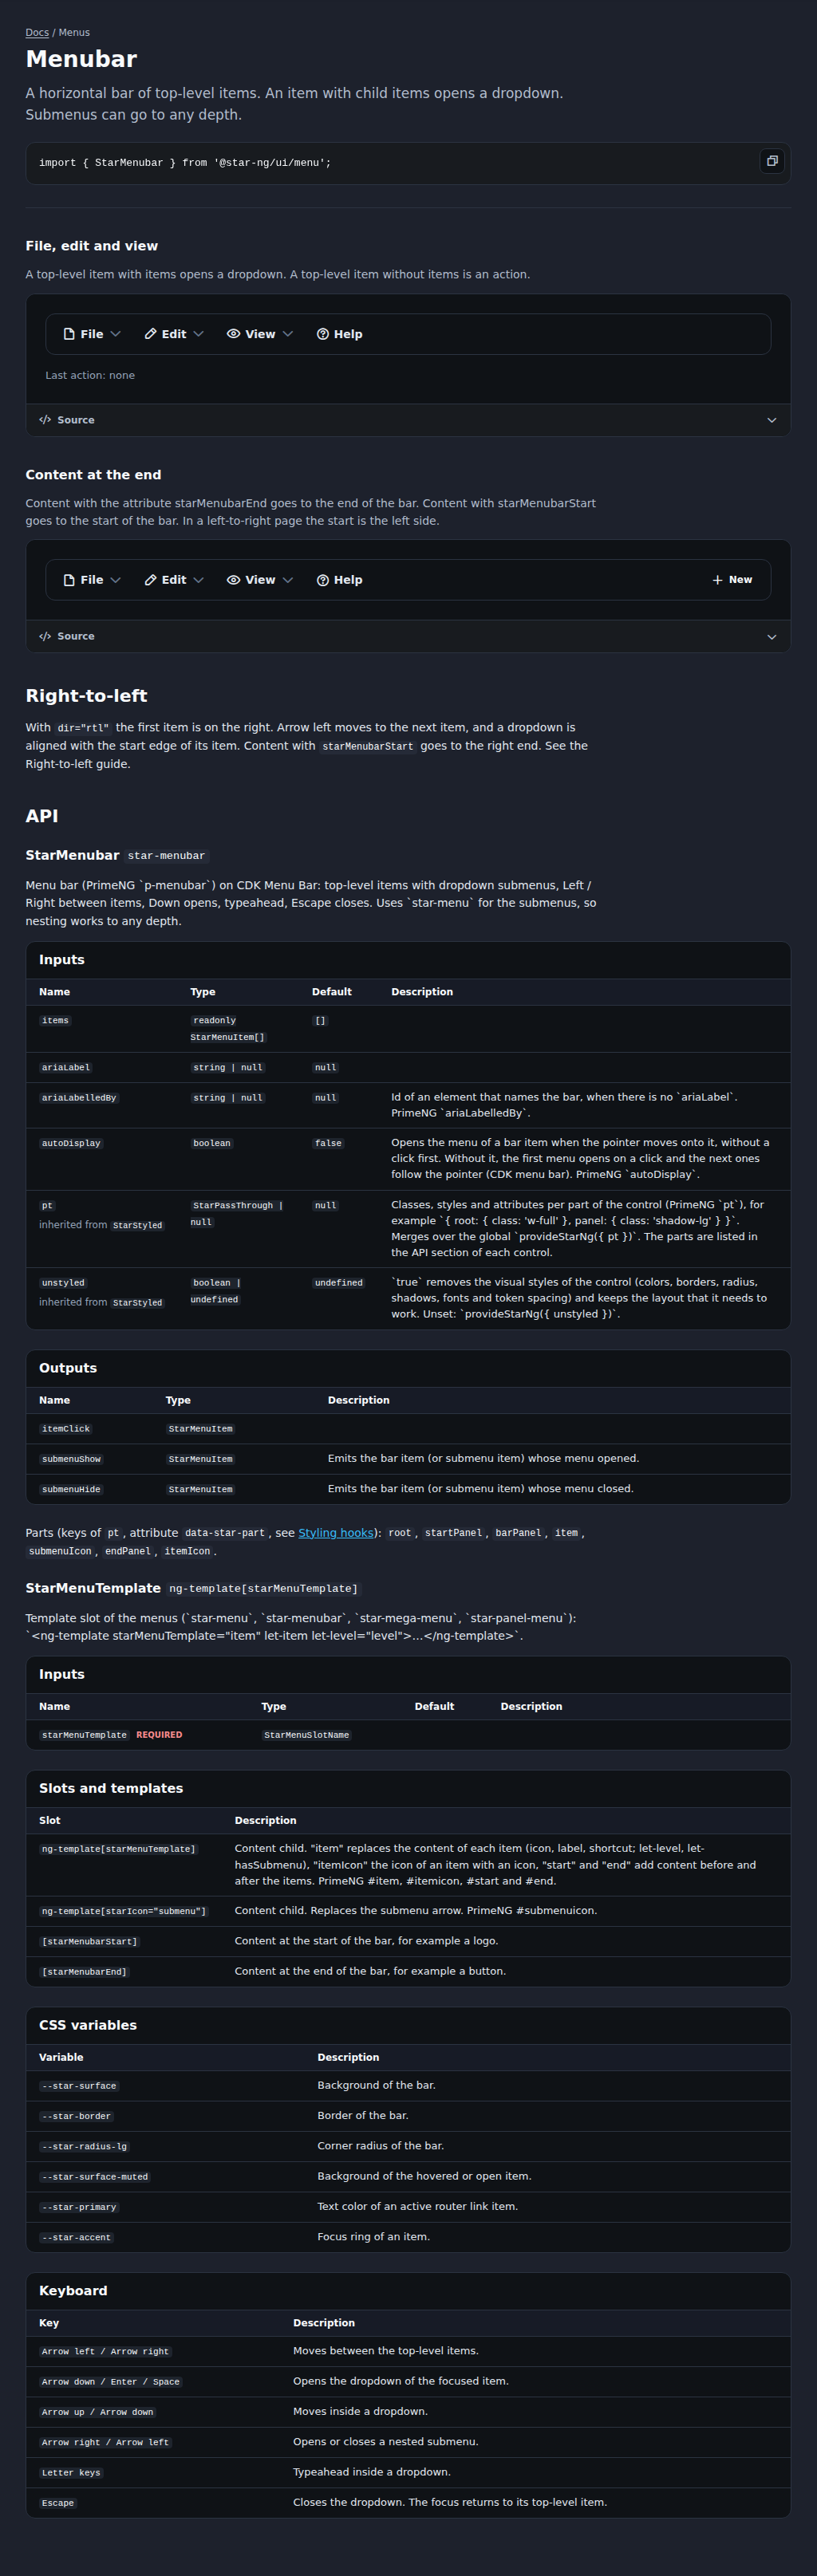 Docs / Menus
Menubar
A horizontal bar of top-level items. An item with child items opens a dropdown.
Submenus can go to any depth.
import { StarMenubar } from '@star-ng/ui/menu';
File, edit and view
A top-level item with items opens a dropdown. A top-level item without items is an action.
File Edit View Help
Last action: none
Source
Content at the end
Content with the attribute starMenubarEnd goes to the end of the bar. Content with starMenubarStart
goes to the start of the bar. In a left-to-right page the start is the left side.
File Edit View Help New
Source
Right-to-left
With dir="rtl" the first item is on the right. Arrow left moves to the next item, and a dropdown is
aligned with the start edge of its item. Content with starMenubarStart goes to the right end. See the
Right-to-left guide.
API
StarMenubar star-menubar
Menu bar (PrimeNG `p-menubar`) on CDK Menu Bar: top-level items with dropdown submenus, Left /
Right between items, Down opens, typeahead, Escape closes. Uses `star-menu` for the submenus, so
nesting works to any depth.
Inputs
Name Type Default Description
items readonly StarMenuItem[] []
ariaLabel string | null null
ariaLabelledBy string | null null Id of an element that names the bar, when there is no `ariaLabel`.
PrimeNG `ariaLabelledBy`.
autoDisplay boolean false Opens the menu of a bar item when the pointer moves onto it, without a
click first. Without it, the first menu opens on a click and the next ones
follow the pointer (CDK menu bar). PrimeNG `autoDisplay`.
pt StarPassThrough | null null Classes, styles and attributes per part of the control (PrimeNG `pt`), for
inherited from StarStyled example `{ root: { class: 'w-full' }, panel: { class: 'shadow-lg' } }`.
Merges over the global `provideStarNg({ pt })`. The parts are listed in
the API section of each control.
unstyled boolean | undefined undefined `true` removes the visual styles of the control (colors, borders, radius,
inherited from StarStyled shadows, fonts and token spacing) and keeps the layout that it needs to
work. Unset: `provideStarNg({ unstyled })`.
Outputs
Name Type Description
itemClick StarMenuItem
submenuShow StarMenuItem Emits the bar item (or submenu item) whose menu opened.
submenuHide StarMenuItem Emits the bar item (or submenu item) whose menu closed.
Parts (keys of pt, attribute data-star-part, see Styling hooks): root, startPanel, barPanel, item,
submenuIcon, endPanel, itemIcon.
StarMenuTemplate ng-template[starMenuTemplate]
Template slot of the menus (`star-menu`, `star-menubar`, `star-mega-menu`, `star-panel-menu`):
`<ng-template starMenuTemplate="item" let-item let-level="level">…</ng-template>`.
Inputs
Name Type Default Description
starMenuTemplate REQUIRED StarMenuSlotName
Slots and templates
Slot Description
ng-template[starMenuTemplate] Content child. "item" replaces the content of each item (icon, label, shortcut; let-level, let-
hasSubmenu), "itemIcon" the icon of an item with an icon, "start" and "end" add content before and
after the items. PrimeNG #item, #itemicon, #start and #end.
ng-template[starIcon="submenu"] Content child. Replaces the submenu arrow. PrimeNG #submenuicon.
[starMenubarStart] Content at the start of the bar, for example a logo.
[starMenubarEnd] Content at the end of the bar, for example a button.
CSS variables
Variable Description
--star-surface Background of the bar.
--star-border Border of the bar.
--star-radius-lg Corner radius of the bar.
--star-surface-muted Background of the hovered or open item.
--star-primary Text color of an active router link item.
--star-accent Focus ring of an item.
Keyboard
Key Description
Arrow left / Arrow right Moves between the top-level items.
Arrow down / Enter / Space Opens the dropdown of the focused item.
Arrow up / Arrow down Moves inside a dropdown.
Arrow right / Arrow left Opens or closes a nested submenu.
Letter keys Typeahead inside a dropdown.
Escape Closes the dropdown. The focus returns to its top-level item.